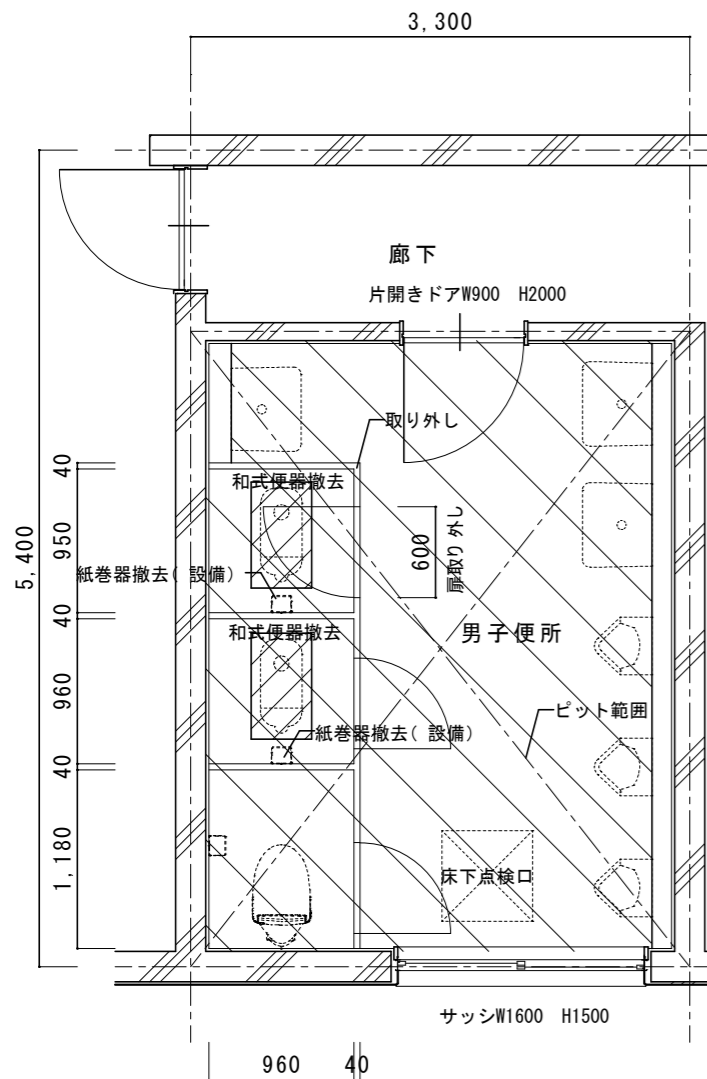 3,300
廊下
片開きドアW900 H2000
取り外し
40
和式便器撤去
950
5,400
600
扉取り外し
紙巻器撤去(設備)
40
和式便器撤去
男子便所
960
ピット範囲
紙巻器撤去(設備)
40
1,180
床下点検口
サッシW1600 H1500
960
40